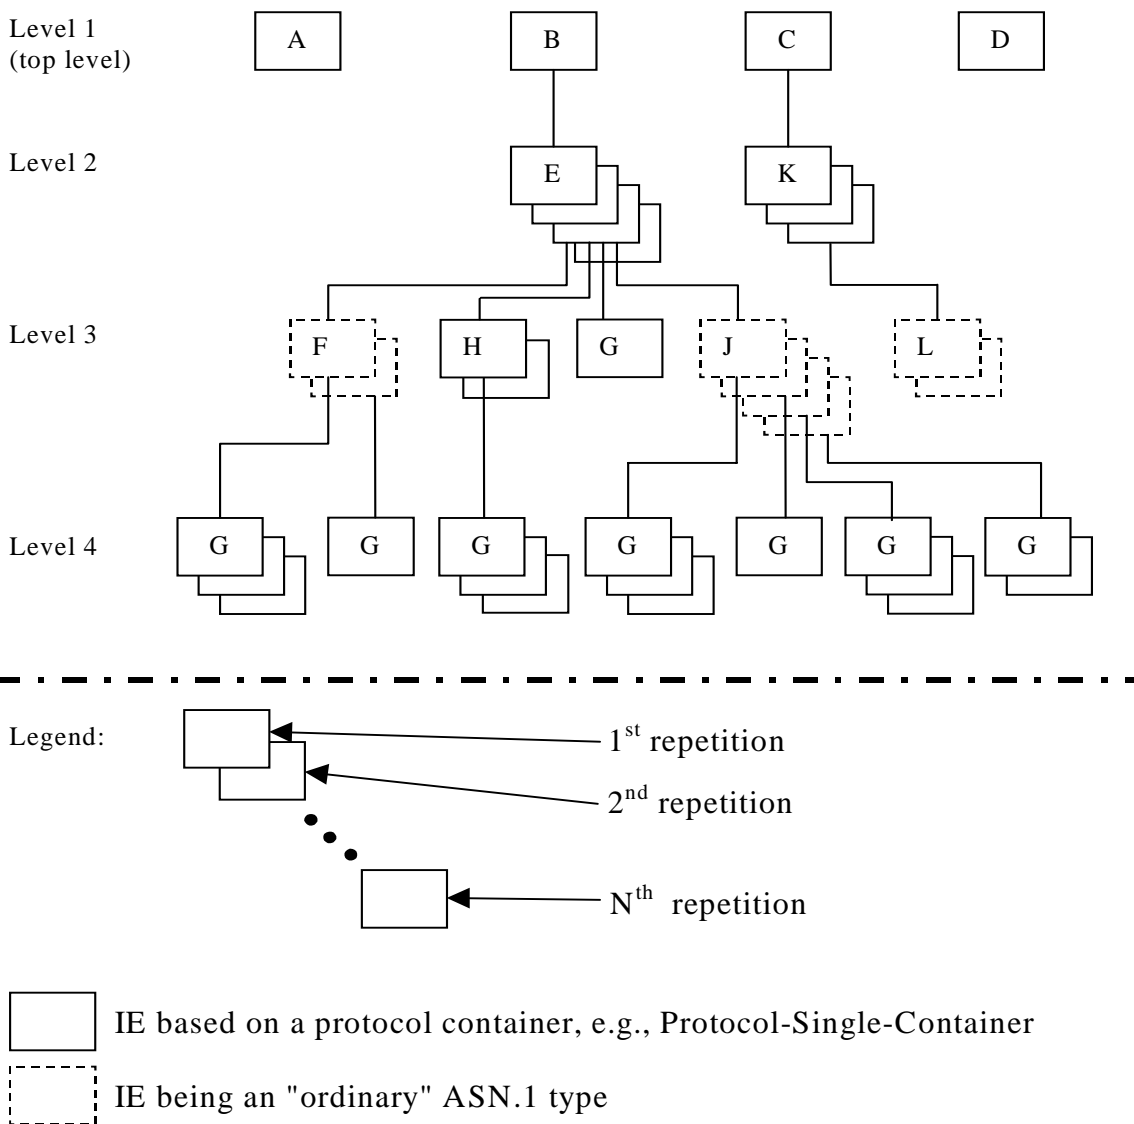 Level 1
(top level)
A
B
C
D
Level 2
E
K
Level 3
F
H
G
J
L
Level 4
G
G
G
G
G
G
G
Legend:
1st repetition
2nd repetition
Nth repetition
IE based on a protocol container, e.g., Protocol-Single-Container
IE being an "ordinary" ASN.1 type